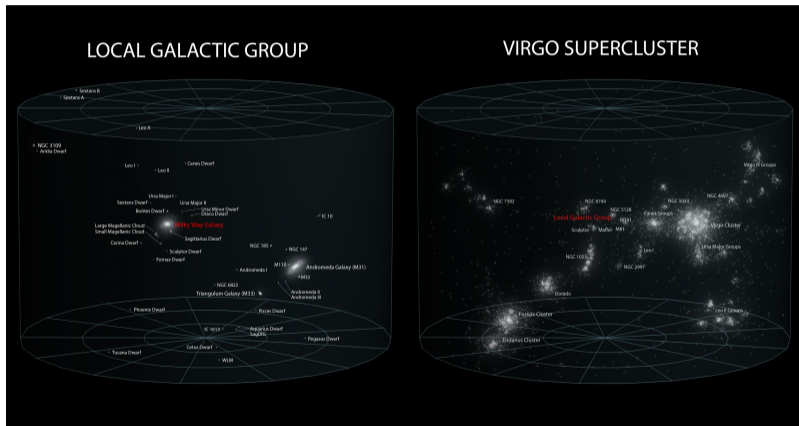 LOCAL GALACTIC GROUP
Sextans B
Sextans A
Leo A
NGC 3109
Antlia Dwarf
Leo I
Leo II
Canes Dwarf
Ursa Major I
Ursa Major II
Sextans Dwarf
Ursa Minor Dwarf
Draco Dwarf
Boötes Dwarf
IC 10
Milky Way Galaxy
Large Magellanic Cloud
Small Magellanic Cloud
Sagittarius Dwarf
Carina Dwarf
Sculptor Dwarf
Fornax Dwarf
NGC 185
NGC 147
M110
Andromeda Galaxy (M31)
Andromeda I
M32
NGC 6822
Andromeda II
Andromeda III
Triangulum Galaxy (M33)
Phoenix Dwarf
Pisces Dwarf
IC 1613
Aquarius Dwarf
SagDIG
Cetus Dwarf
Pegasus Dwarf
Tucana Dwarf
WLM
VIRGO SUPERCLUSTER
Virgo III Groups
NGC 7582
NGC 6744
NGC 5033
NGC 4697
NGC 5128
Local Galactic Group
Canes Groups
M101
Virgo Cluster
Sculptor
Maffei
M81
Ursa Major Groups
NGC 1023
Leo I
NGC 2997
Dorado
Leo II Groups
Fornax Cluster
Eridanus Cluster